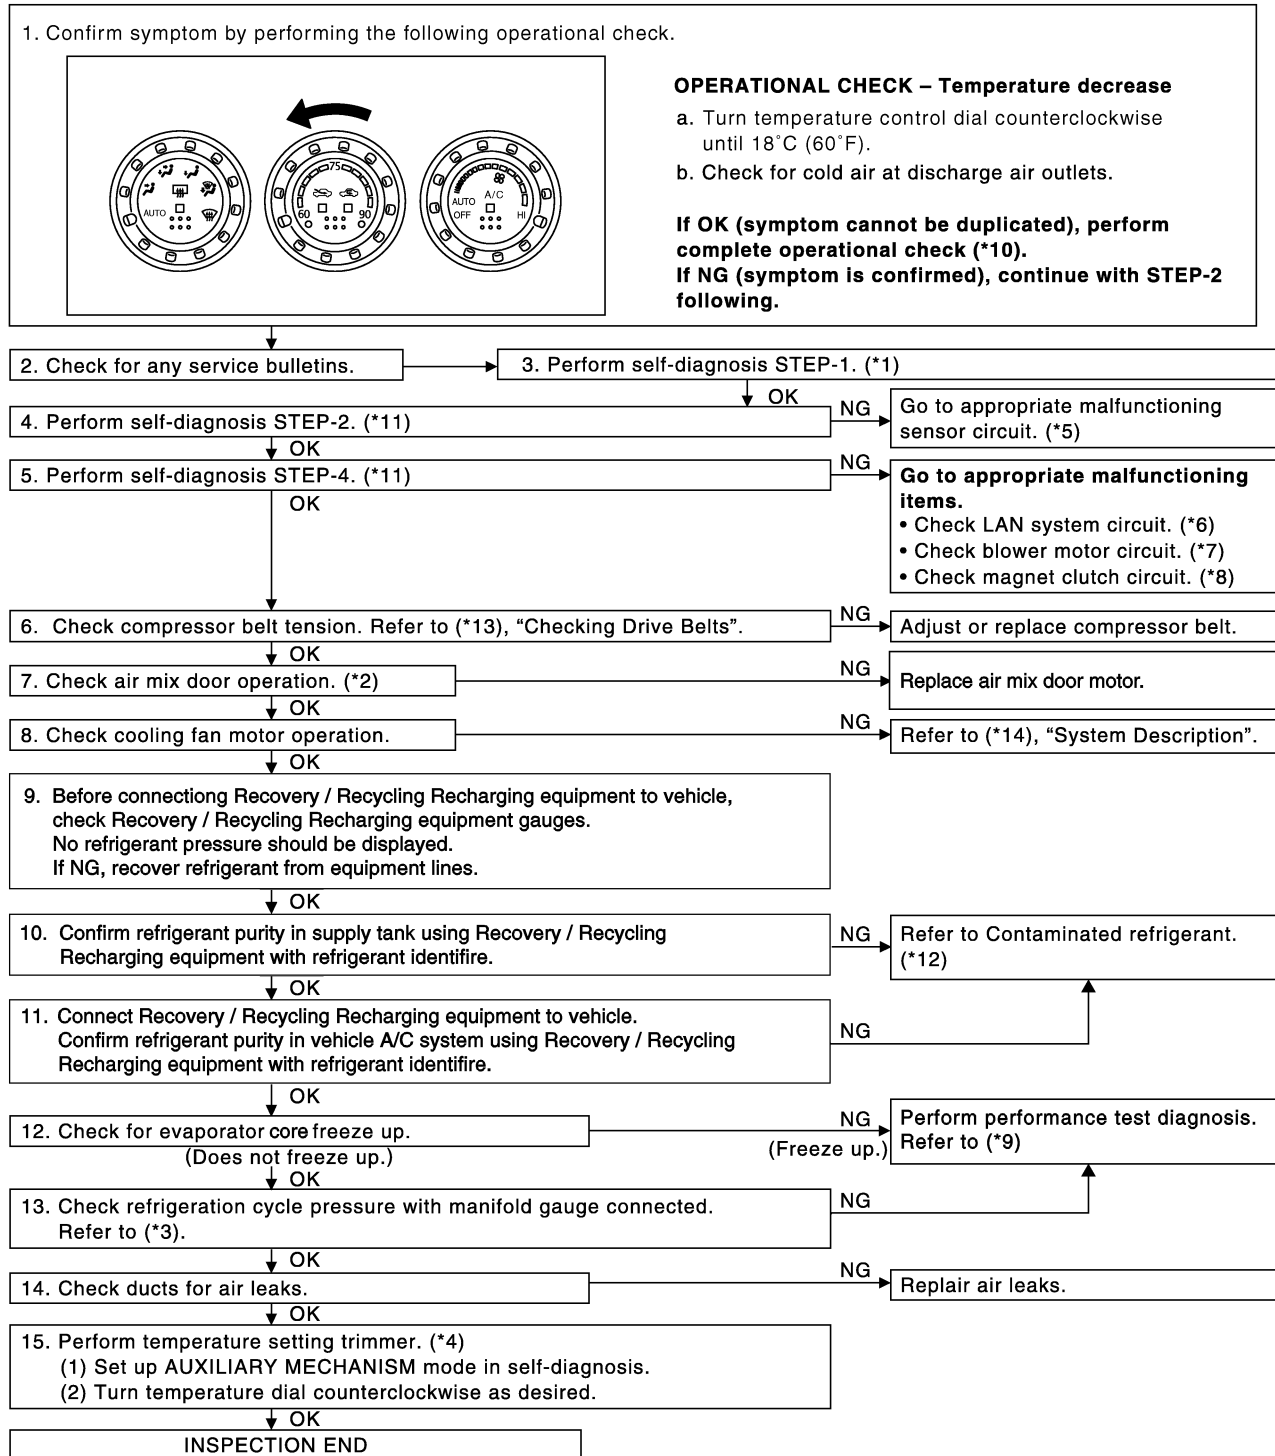 1. Confirm symptom by performing the following operational check.
75
60
90
AUTO
AUTO
OFF
A/C
HI
OPERATIONAL CHECK – Temperature decrease
a. Turn temperature control dial counterclockwise
until 18˚C (60˚F).
b. Check for cold air at discharge air outlets.
If OK (symptom cannot be duplicated), perform
complete operational check (*10).
If NG (symptom is confirmed), continue with STEP-2
following.
2. Check for any service bulletins.
3. Perform self-diagnosis STEP-1. (*1)
OK
4. Perform self-diagnosis STEP-2. (*11)
NG
Go to appropriate malfunctioning
sensor circuit. (*5)
OK
5. Perform self-diagnosis STEP-4. (*11)
NG
Go to appropriate malfunctioning
items.
• Check LAN system circuit. (*6)
• Check blower motor circuit. (*7)
• Check magnet clutch circuit. (*8)
OK
6. Check compressor belt tension. Refer to (*13), “Checking Drive Belts”.
NG
Adjust or replace compressor belt.
OK
7. Check air mix door operation. (*2)
NG
Replace air mix door motor.
OK
8. Check cooling fan motor operation.
NG
Refer to (*14), “System Description”.
OK
9. Before connectiong Recovery / Recycling Recharging equipment to vehicle,
check Recovery / Recycling Recharging equipment gauges.
No refrigerant pressure should be displayed.
If NG, recover refrigerant from equipment lines.
OK
10. Confirm refrigerant purity in supply tank using Recovery / Recycling
Recharging equipment with refrigerant identifire.
NG
Refer to Contaminated refrigerant.
(*12)
OK
11. Connect Recovery / Recycling Recharging equipment to vehicle.
Confirm refrigerant purity in vehicle A/C system using Recovery / Recycling
Recharging equipment with refrigerant identifire.
NG
OK
12. Check for evaporator core freeze up.
NG
(Freeze up.)
Perform performance test diagnosis.
Refer to (*9)
(Does not freeze up.)
OK
13. Check refrigeration cycle pressure with manifold gauge connected.
Refer to (*3).
NG
OK
14. Check ducts for air leaks.
NG
Replair air leaks.
OK
15. Perform temperature setting trimmer. (*4)
(1) Set up AUXILIARY MECHANISM mode in self-diagnosis.
(2) Turn temperature dial counterclockwise as desired.
OK
INSPECTION END